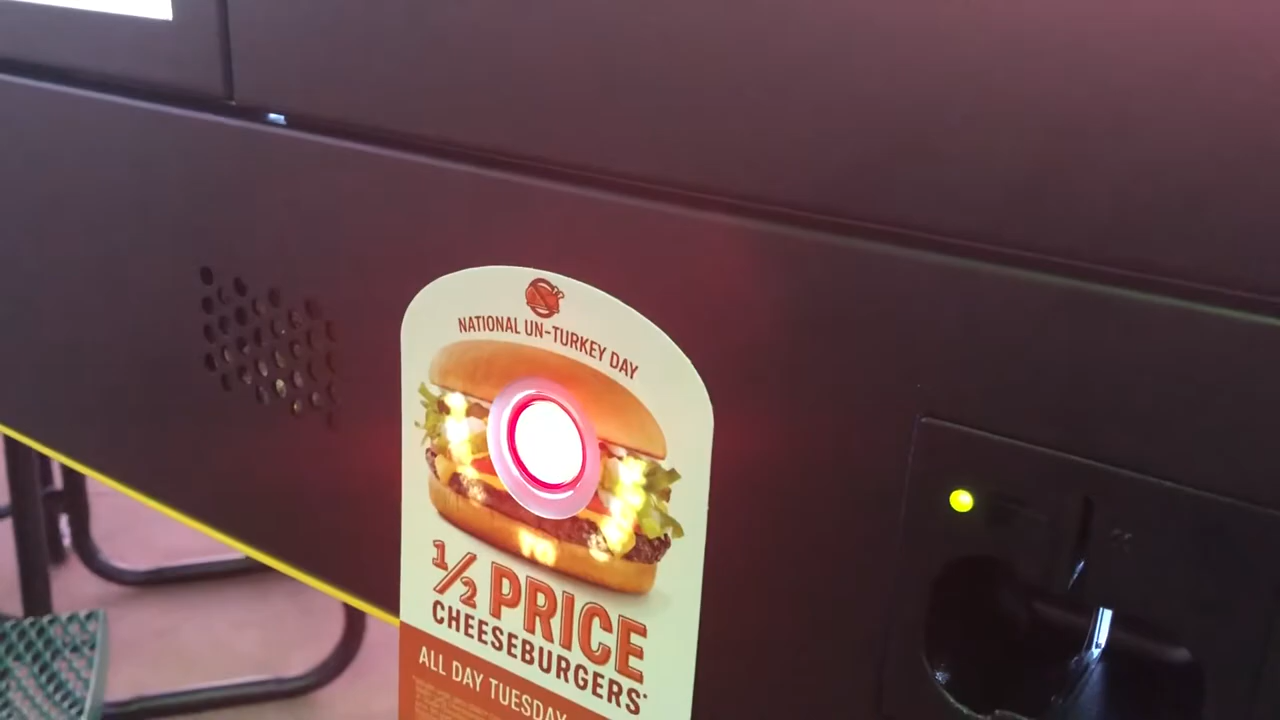 NATIONAL UN-TURKEY DAY
½ PRICE
CHEESEBURGERS*
ALL DAY TUESDAY